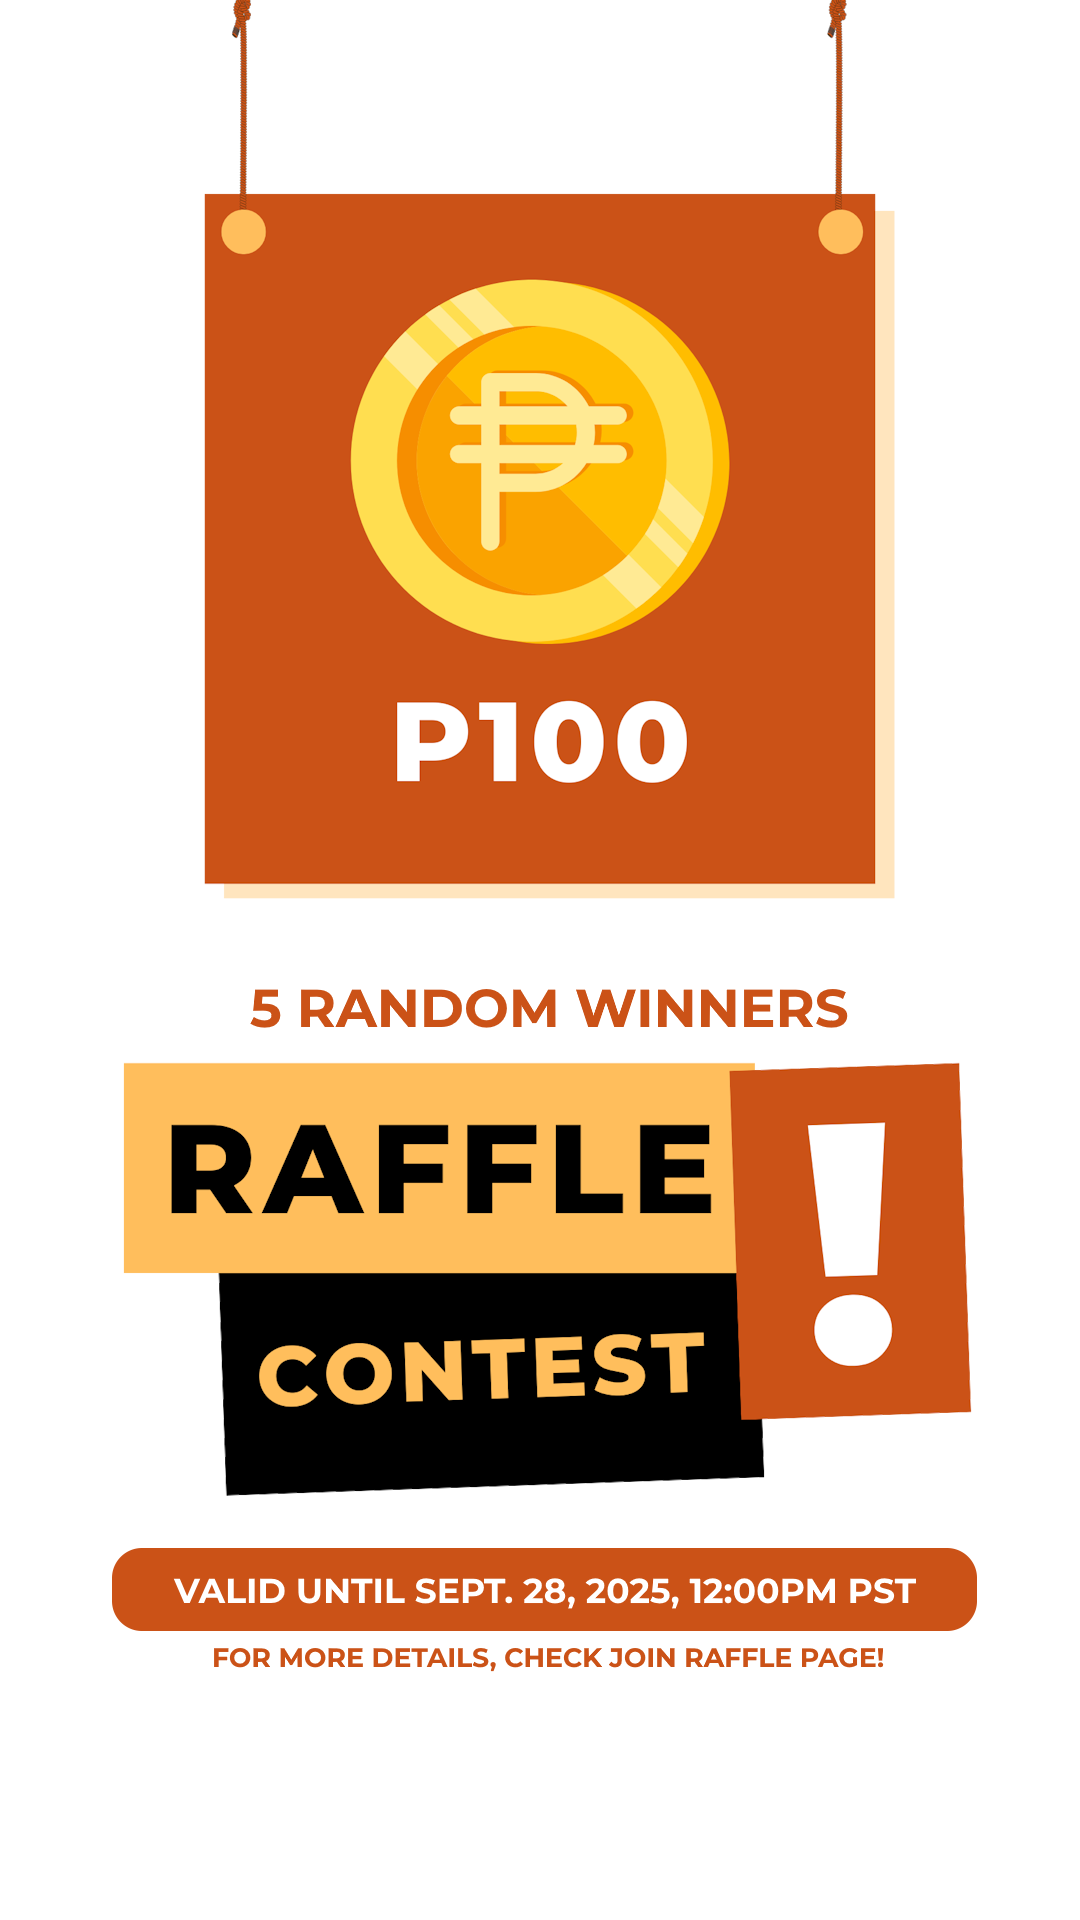 P100
5 RANDOM WINNERS
RAFFLE
!
CONTEST
VALID UNTIL SEPT. 28, 2025, 12:00PM PST
FOR MORE DETAILS, CHECK JOIN RAFFLE PAGE!